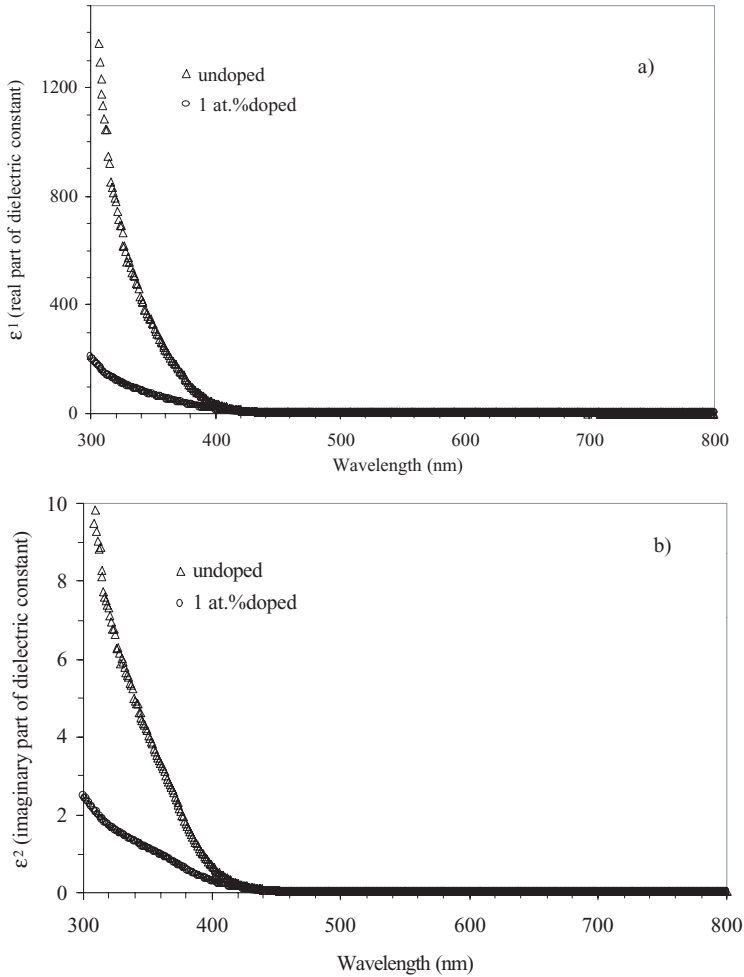 a)
undoped
1 at.%doped
ε1 (real part of dielectric constant)
1200
800
400
0
300 400 500 600 700 800
Wavelength (nm)
b)
undoped
1 at.%doped
ε2 (imaginary part of dielectric constant)
10
8
6
4
2
0
300 400 500 600 700 800
Wavelength (nm)